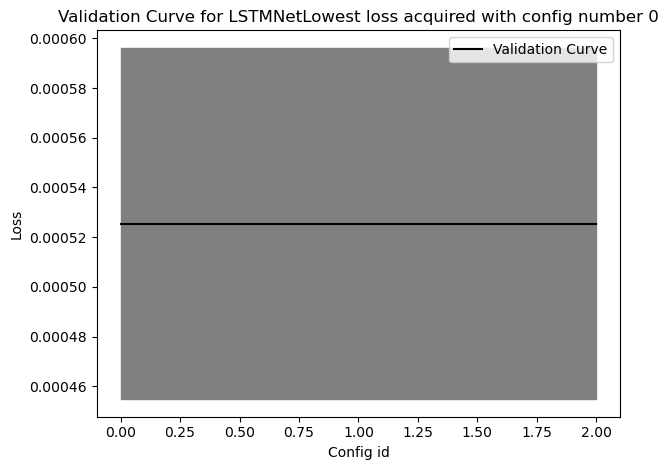 Validation Curve for LSTMNetLowest loss acquired with config number 0
Validation Curve
0.00060
0.00058
0.00056
0.00054
0.00052
0.00050
0.00048
0.00046
Loss
0.00 0.25 0.50 0.75 1.00 1.25 1.50 1.75 2.00
Config id